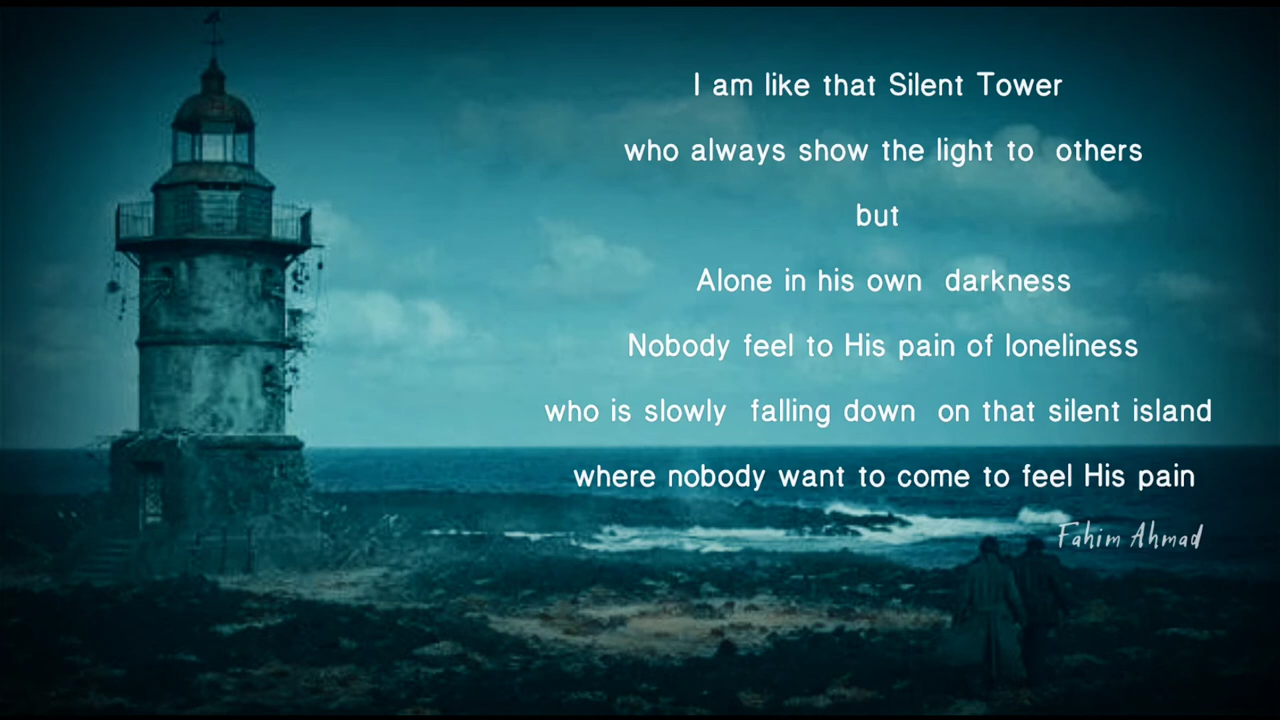 I am like that Silent Tower
who always show the light to others
but
Alone in his own darkness
Nobody feel to His pain of loneliness
who is slowly falling down on that silent island
where nobody want to come to feel His pain
Fahim Ahmad